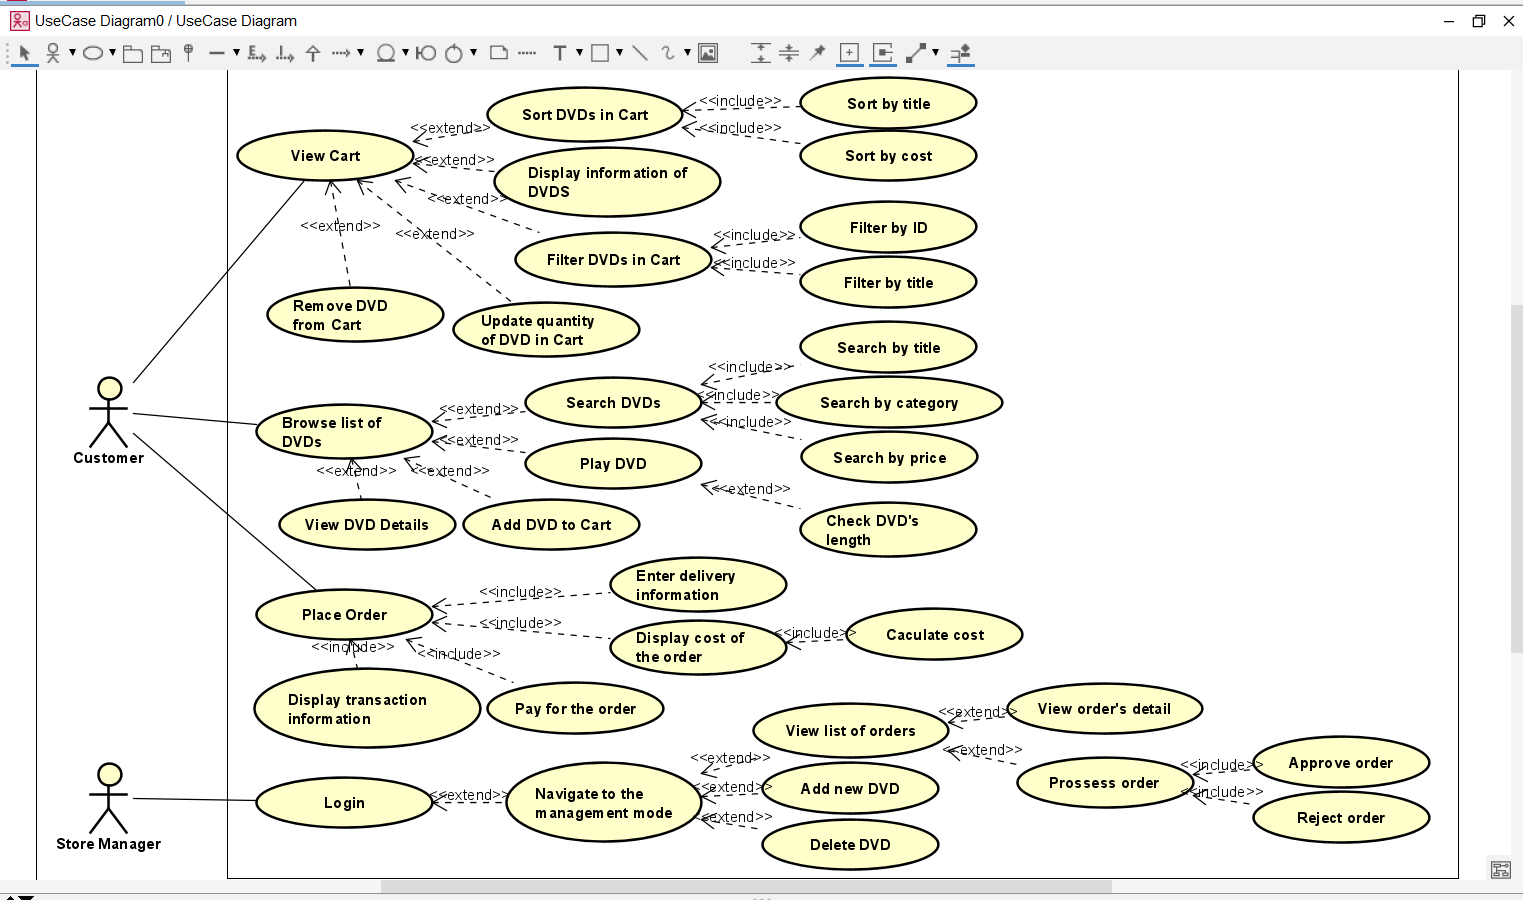 UseCase Diagram0 / UseCase Diagram
<<include>>
Sort by title
Sort DVDs in Cart
<<extend>>
<<include>>
View Cart
Sort by cost
<<extend>>
Display information of
DVDS
<<extend>>
<<extend>>
<<extend>>
Filter by ID
<<include>>
Filter DVDs in Cart
<<include>>
Filter by title
Remove DVD
from Cart
Update quantity
of DVD in Cart
Search by title
<<include>>
<<include>>
Search DVDs
Search by category
<<extend>>
<<include>>
Browse list of
DVDs
<<extend>>
Customer
Play DVD
Search by price
<<extend>>
<<extend>>
<<extend>>
View DVD Details
Add DVD to Cart
Check DVD's
length
Enter delivery
information
<<include>>
Place Order
<<include>>
Display cost of
the order
<<include>>
Caculate cost
<<include>>
<<include>>
Display transaction
information
Pay for the order
View order's detail
<<extend>>
View list of orders
<<extend>>
<<extend>>
<<include>>
Approve order
Prossess order
<<extend>>
Add new DVD
<<include>>
Login
<<extend>>
Navigate to the
management mode
<<extend>>
Reject order
Store Manager
Delete DVD